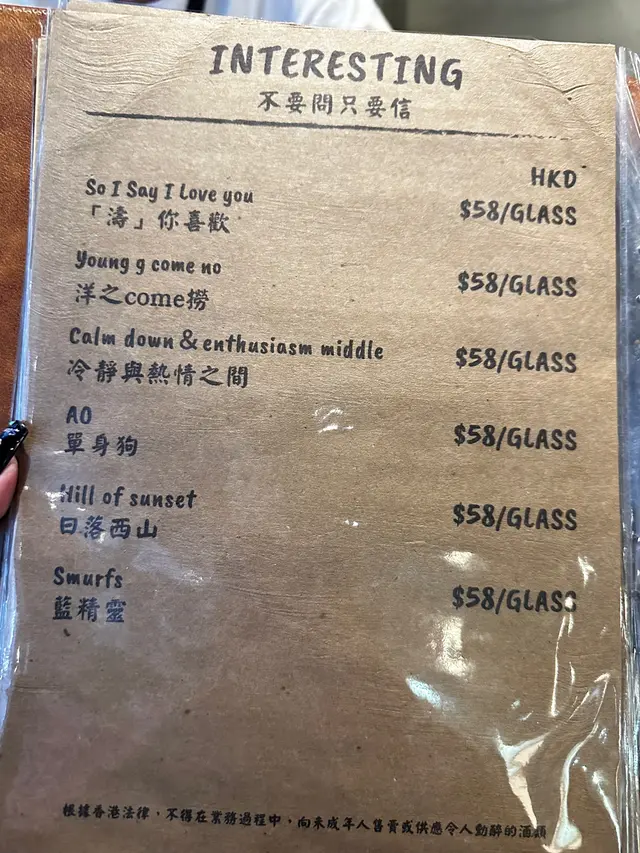 INTERESTING
不要問只要信
HKD
So I Say I Love you
$58/GLASS
「濤」你喜歡
Young g come no
$58/GLASS
洋之come撈
Calm down & enthusiasm middle
$58/GLASS
冷靜與熱情之間
AO
$58/GLASS
單身狗
Hill of sunset
$58/GLASS
日落西山
Smurfs
$58/GLASS
藍精靈
根據香港法律，不得在業務過程中，向未成年人售賣或供應令人勳醉的酒類